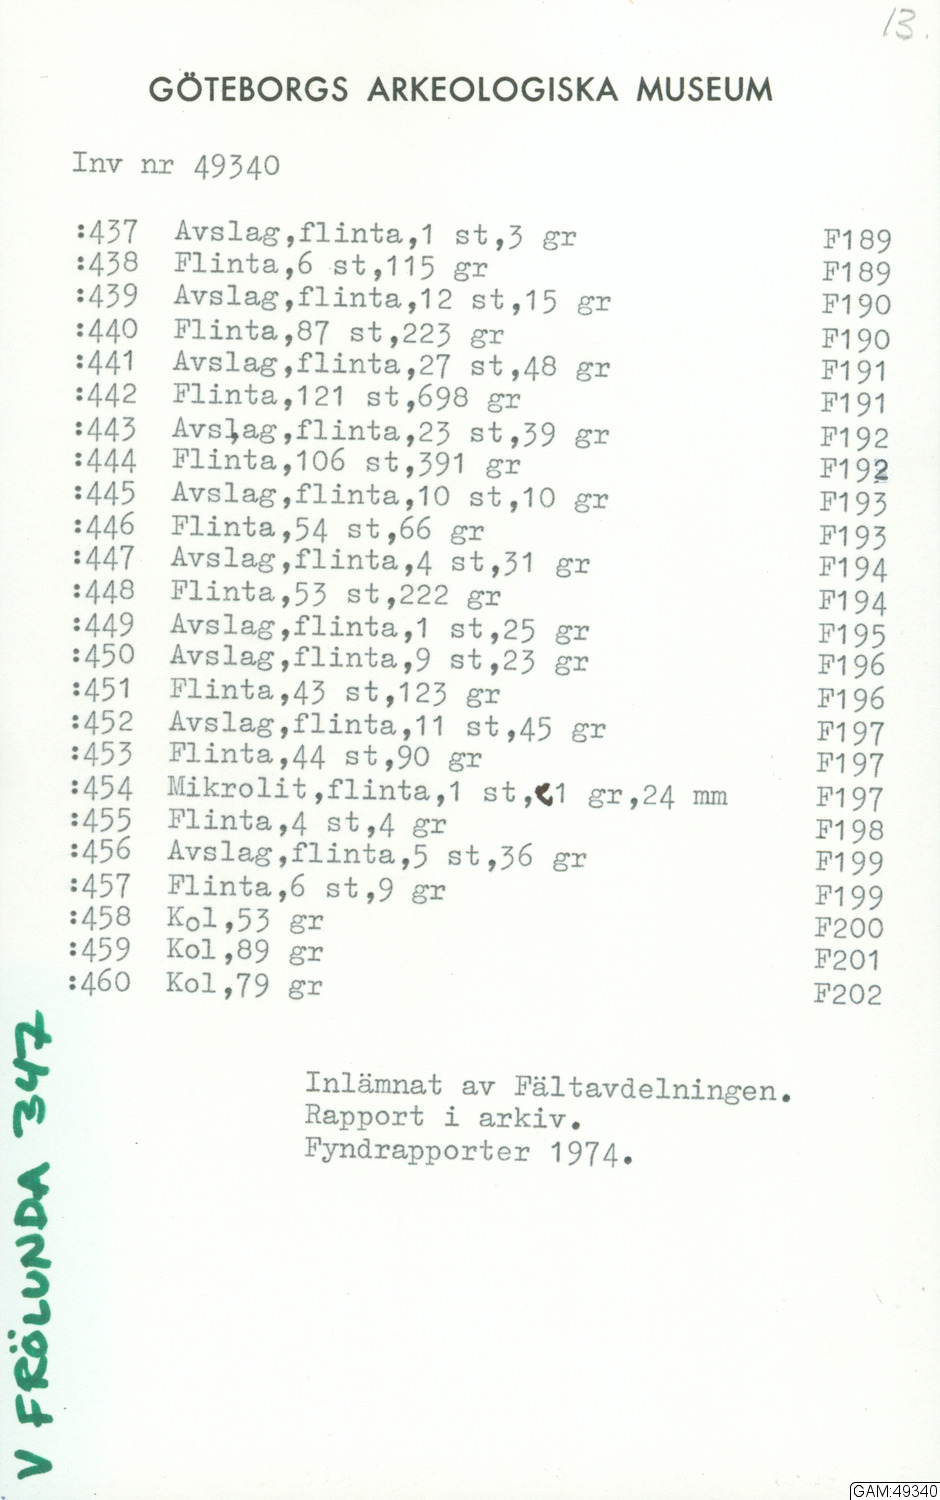 13.
GÖTEBORGS ARKEOLOGISKA MUSEUM
Inv nr 49340
:437 Avslag,flinta,1 st,3 gr F189
:438 Flinta,6 st,115 gr F189
:439 Avslag,flinta,12 st,15 gr F190
:440 Flinta,87 st,223 gr F190
:441 Avslag,flinta,27 st,48 gr F191
:442 Flinta,121 st,698 gr F191
:443 Avslag,flinta,23 st,39 gr F192
:444 Flinta,106 st,391 gr F192
:445 Avslag,flinta,10 st,10 gr F193
:446 Flinta,54 st,66 gr F193
:447 Avslag,flinta,4 st,31 gr F194
:448 Flinta,53 st,222 gr F194
:449 Avslag,flinta,1 st,25 gr F195
:450 Avslag,flinta,9 st,23 gr F196
:451 Flinta,43 st,123 gr F196
:452 Avslag,flinta,11 st,45 gr F197
:453 Flinta,44 st,90 gr F197
:454 Mikrolit,flinta,1 st,<1 gr,24 mm F197
:455 Flinta,4 st,4 gr F198
:456 Avslag,flinta,5 st,36 gr F199
:457 Flinta,6 st,9 gr F199
:458 Kol,53 gr F200
:459 Kol,89 gr F201
:460 Kol,79 gr F202
Inlämnat av Fältavdelningen.
Rapport i arkiv.
Fyndrapporter 1974.
V FRÖLUNDA 347
GAM:49340